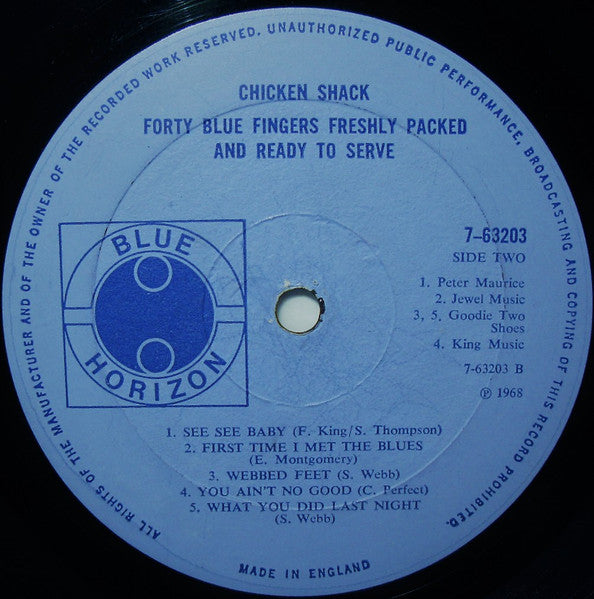 ALL RIGHTS OF THE MANUFACTURER AND OF THE OWNER OF THE RECORDED WORK RESERVED. UNAUTHORIZED PUBLIC PERFORMANCE, BROADCASTING AND COPYING OF THIS RECORD PROHIBITED.
CHICKEN SHACK
FORTY BLUE FINGERS FRESHLY PACKED
AND READY TO SERVE
BLUE
HORIZON
7-63203
SIDE TWO
1. Peter Maurice
2. Jewel Music
3, 5. Goodie Two
Shoes
4. King Music
7-63203 B
℗ 1968
1. SEE SEE BABY (F. King/S. Thompson)
2. FIRST TIME I MET THE BLUES
(E. Montgomery)
3. WEBBED FEET (S. Webb)
4. YOU AIN'T NO GOOD (C. Perfect)
5. WHAT YOU DID LAST NIGHT
(S. Webb)
MADE IN ENGLAND